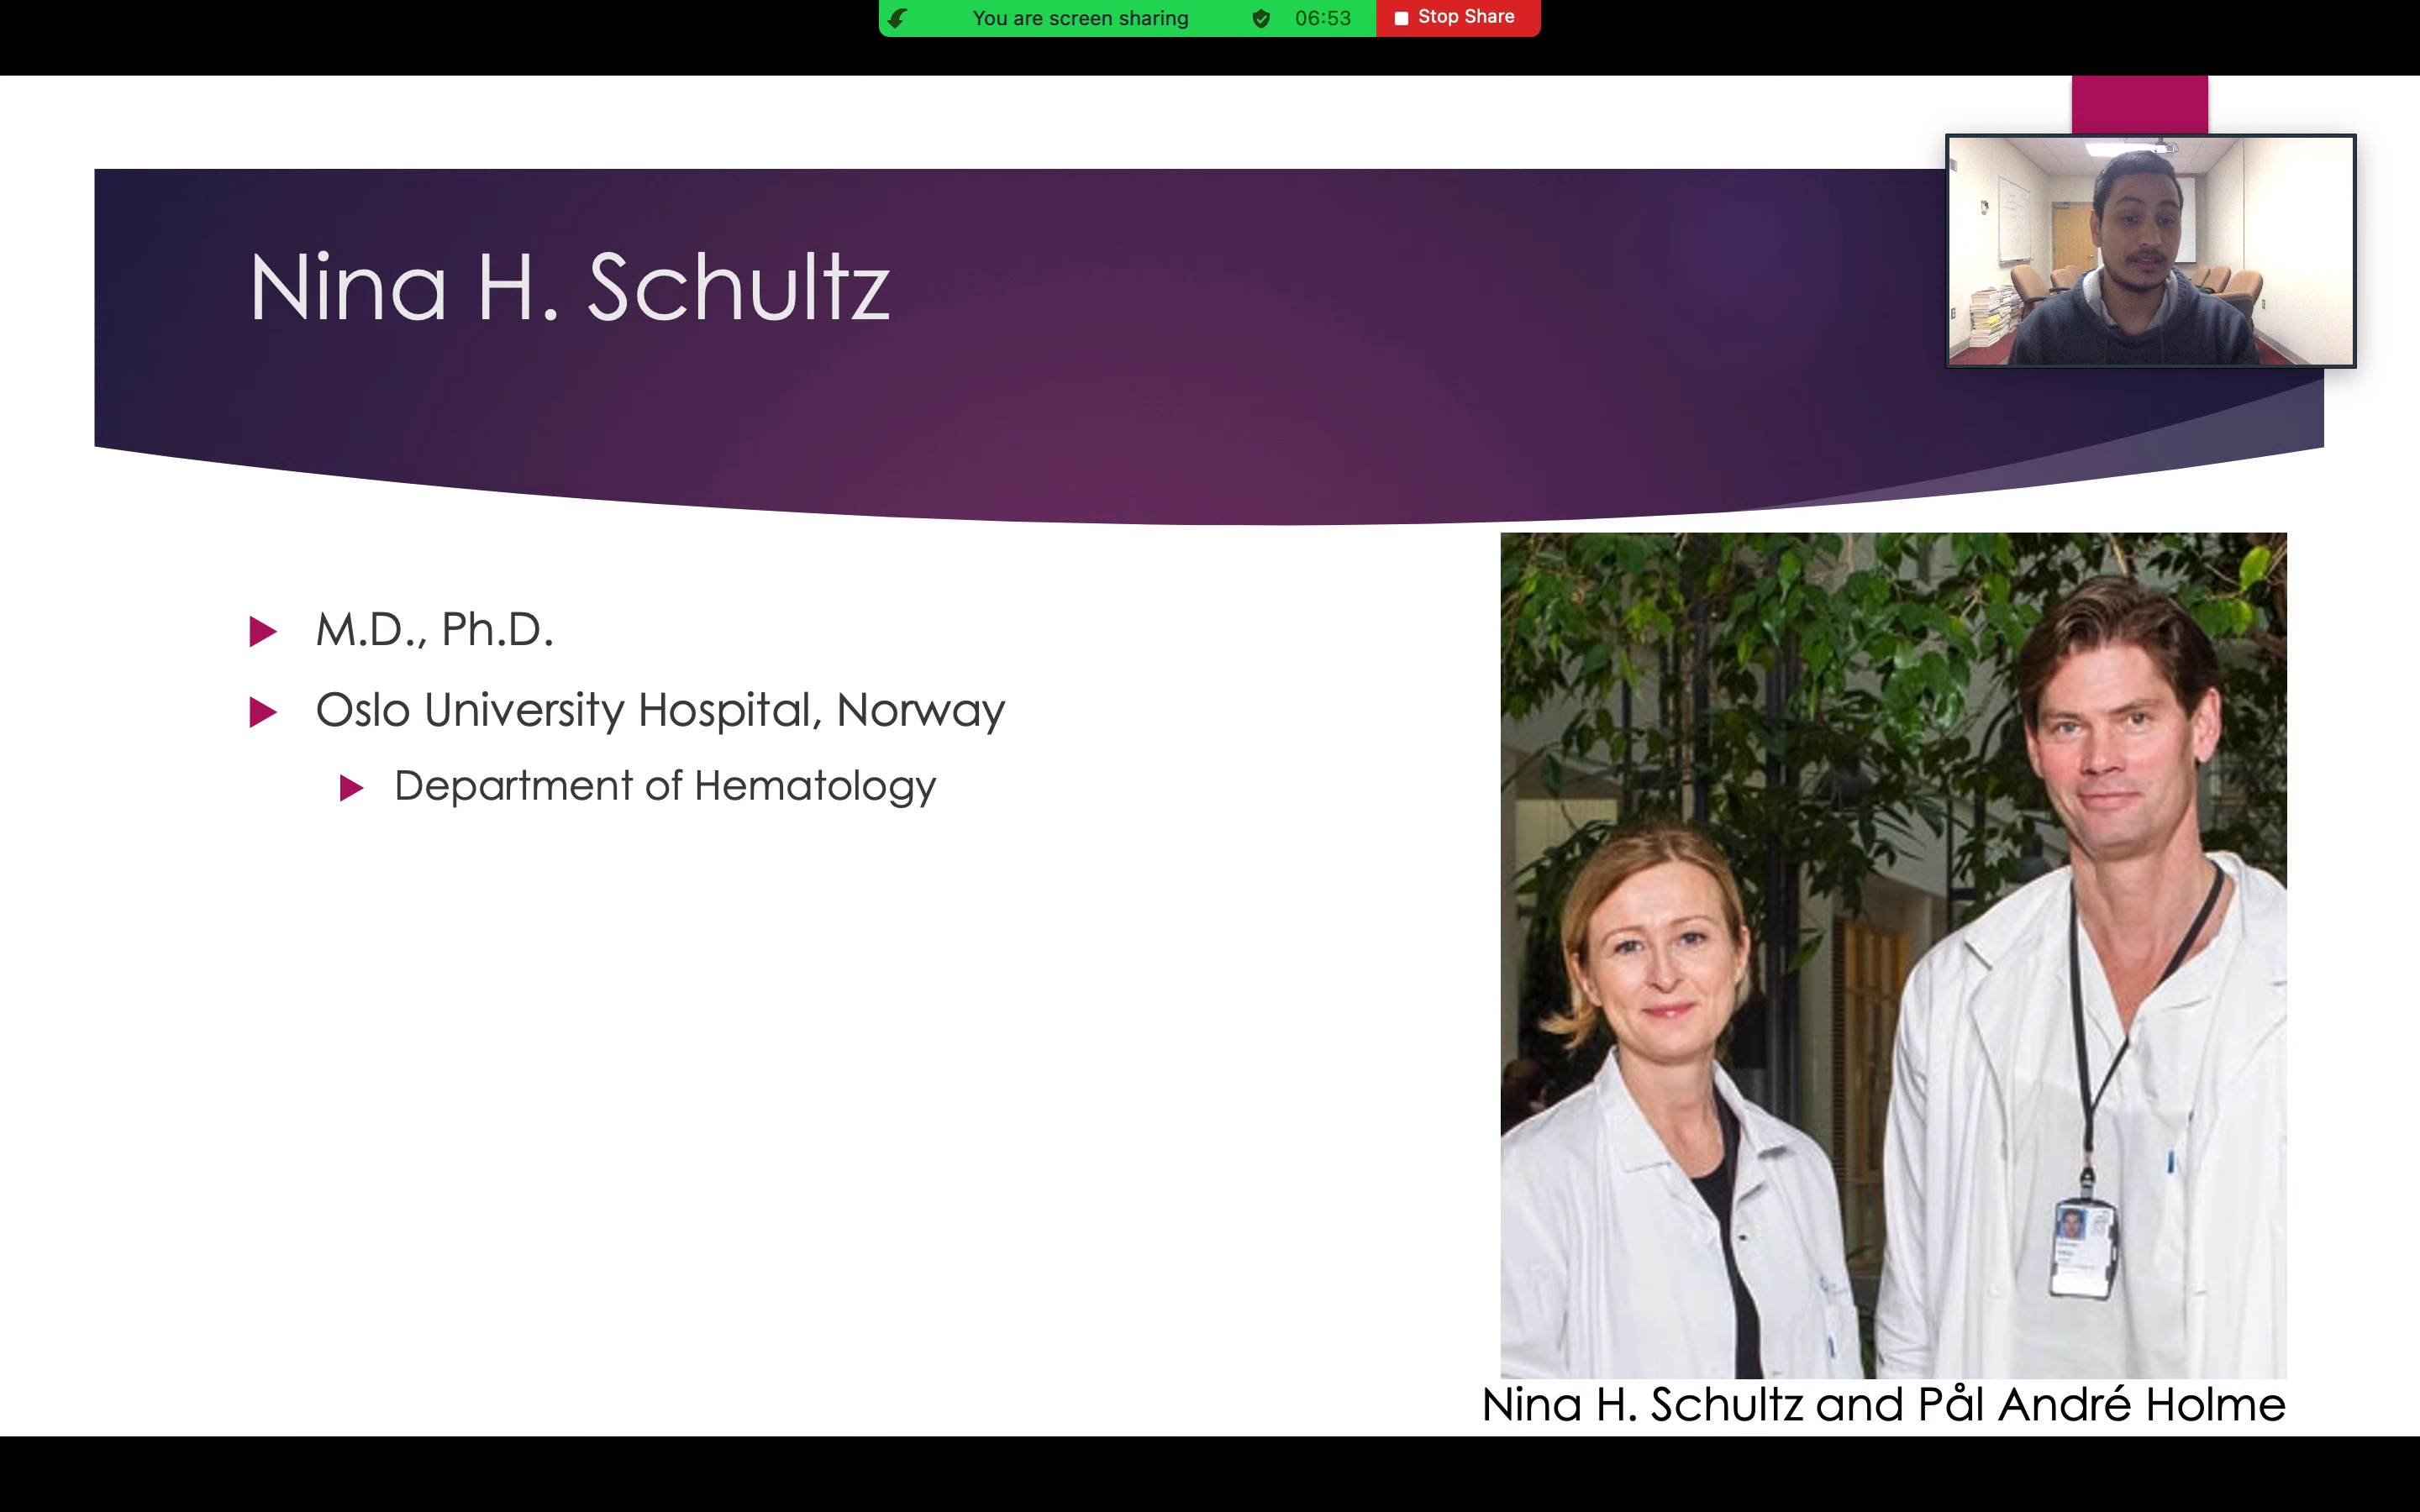 You are screen sharing 06:53 Stop Share
Nina H. Schultz
M.D., Ph.D.
Oslo University Hospital, Norway
Department of Hematology
Nina H. Schultz and Pål André Holme